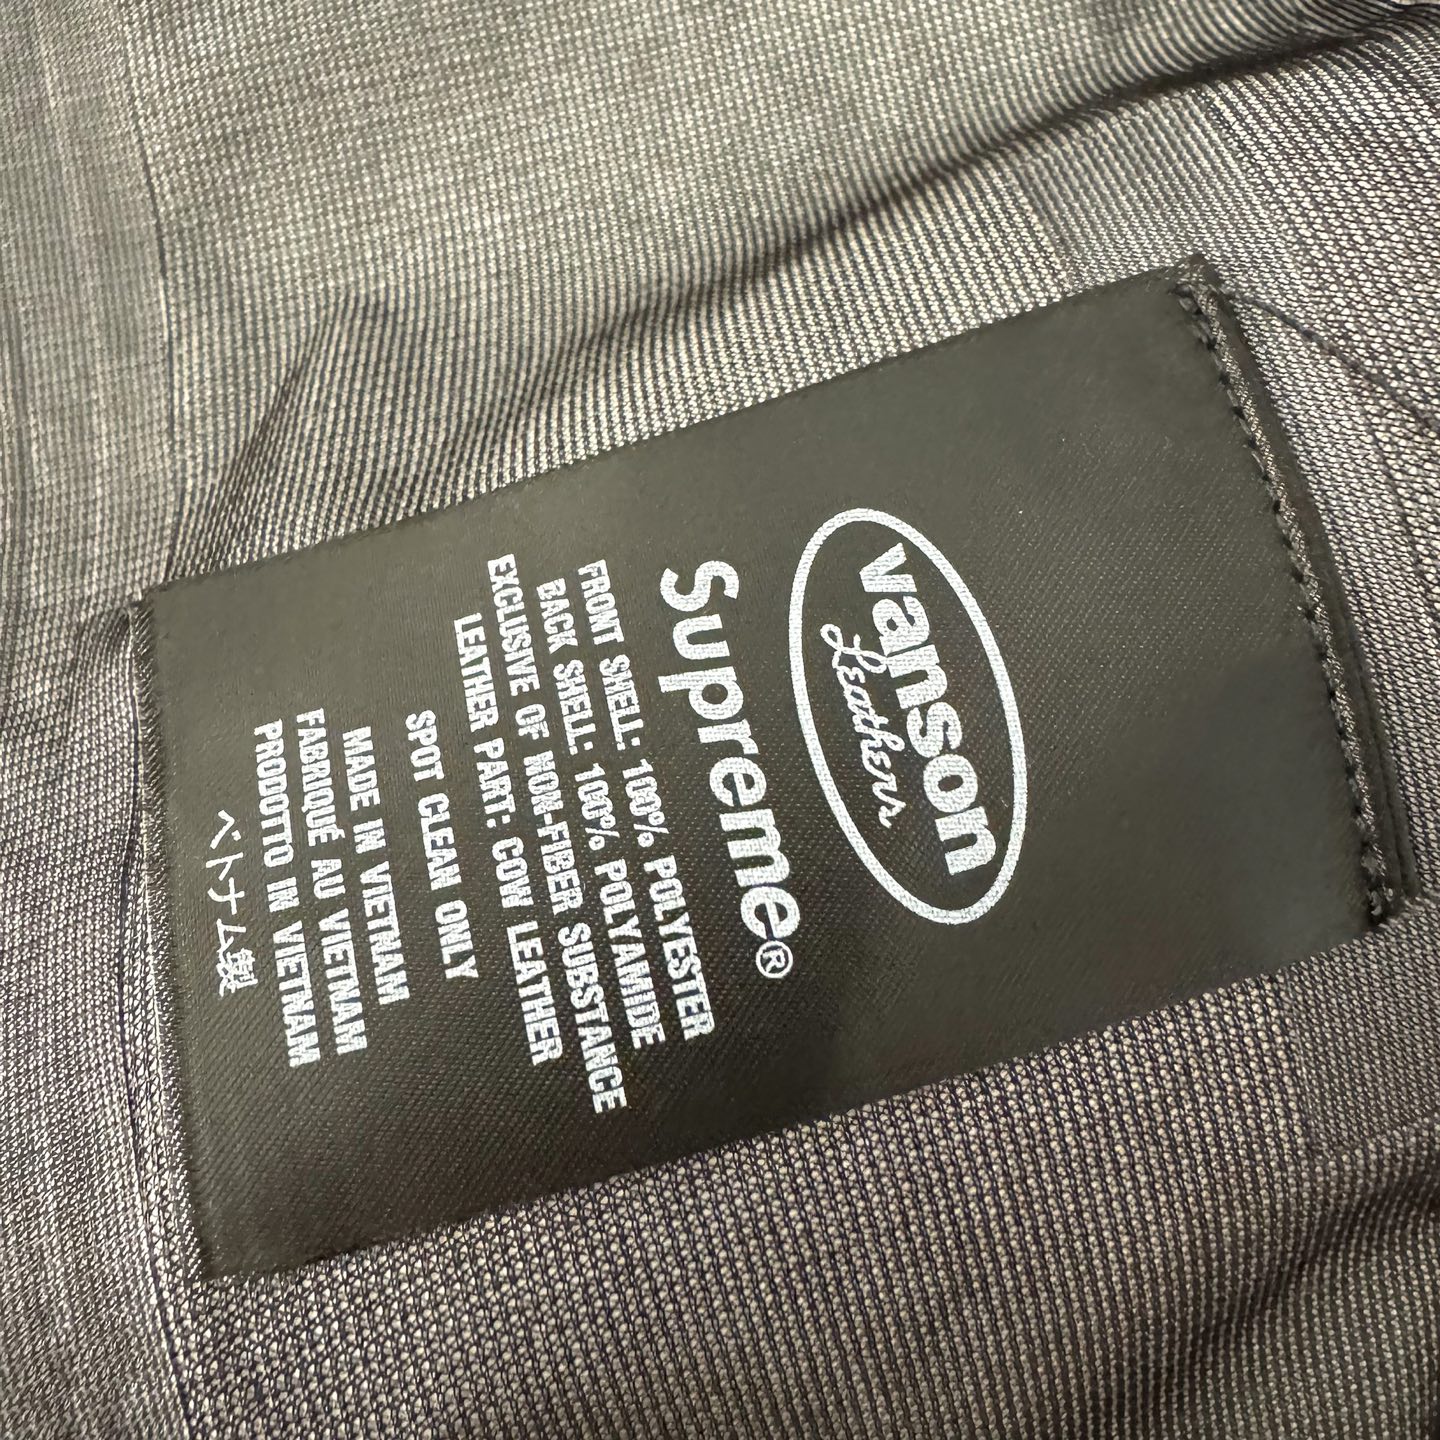 vanson
Leathers
Supreme®
FRONT SHELL: 100% POLYESTER
BACK SHELL: 100% POLYAMIDE
EXCLUSIVE OF NON-FIBER SUBSTANCE
LEATHER PART: COW LEATHER
SPOT CLEAN ONLY
MADE IN VIETNAM
FABRIQUÉ AU VIETNAM
PRODOTTO IN VIETNAM
ベトナム製